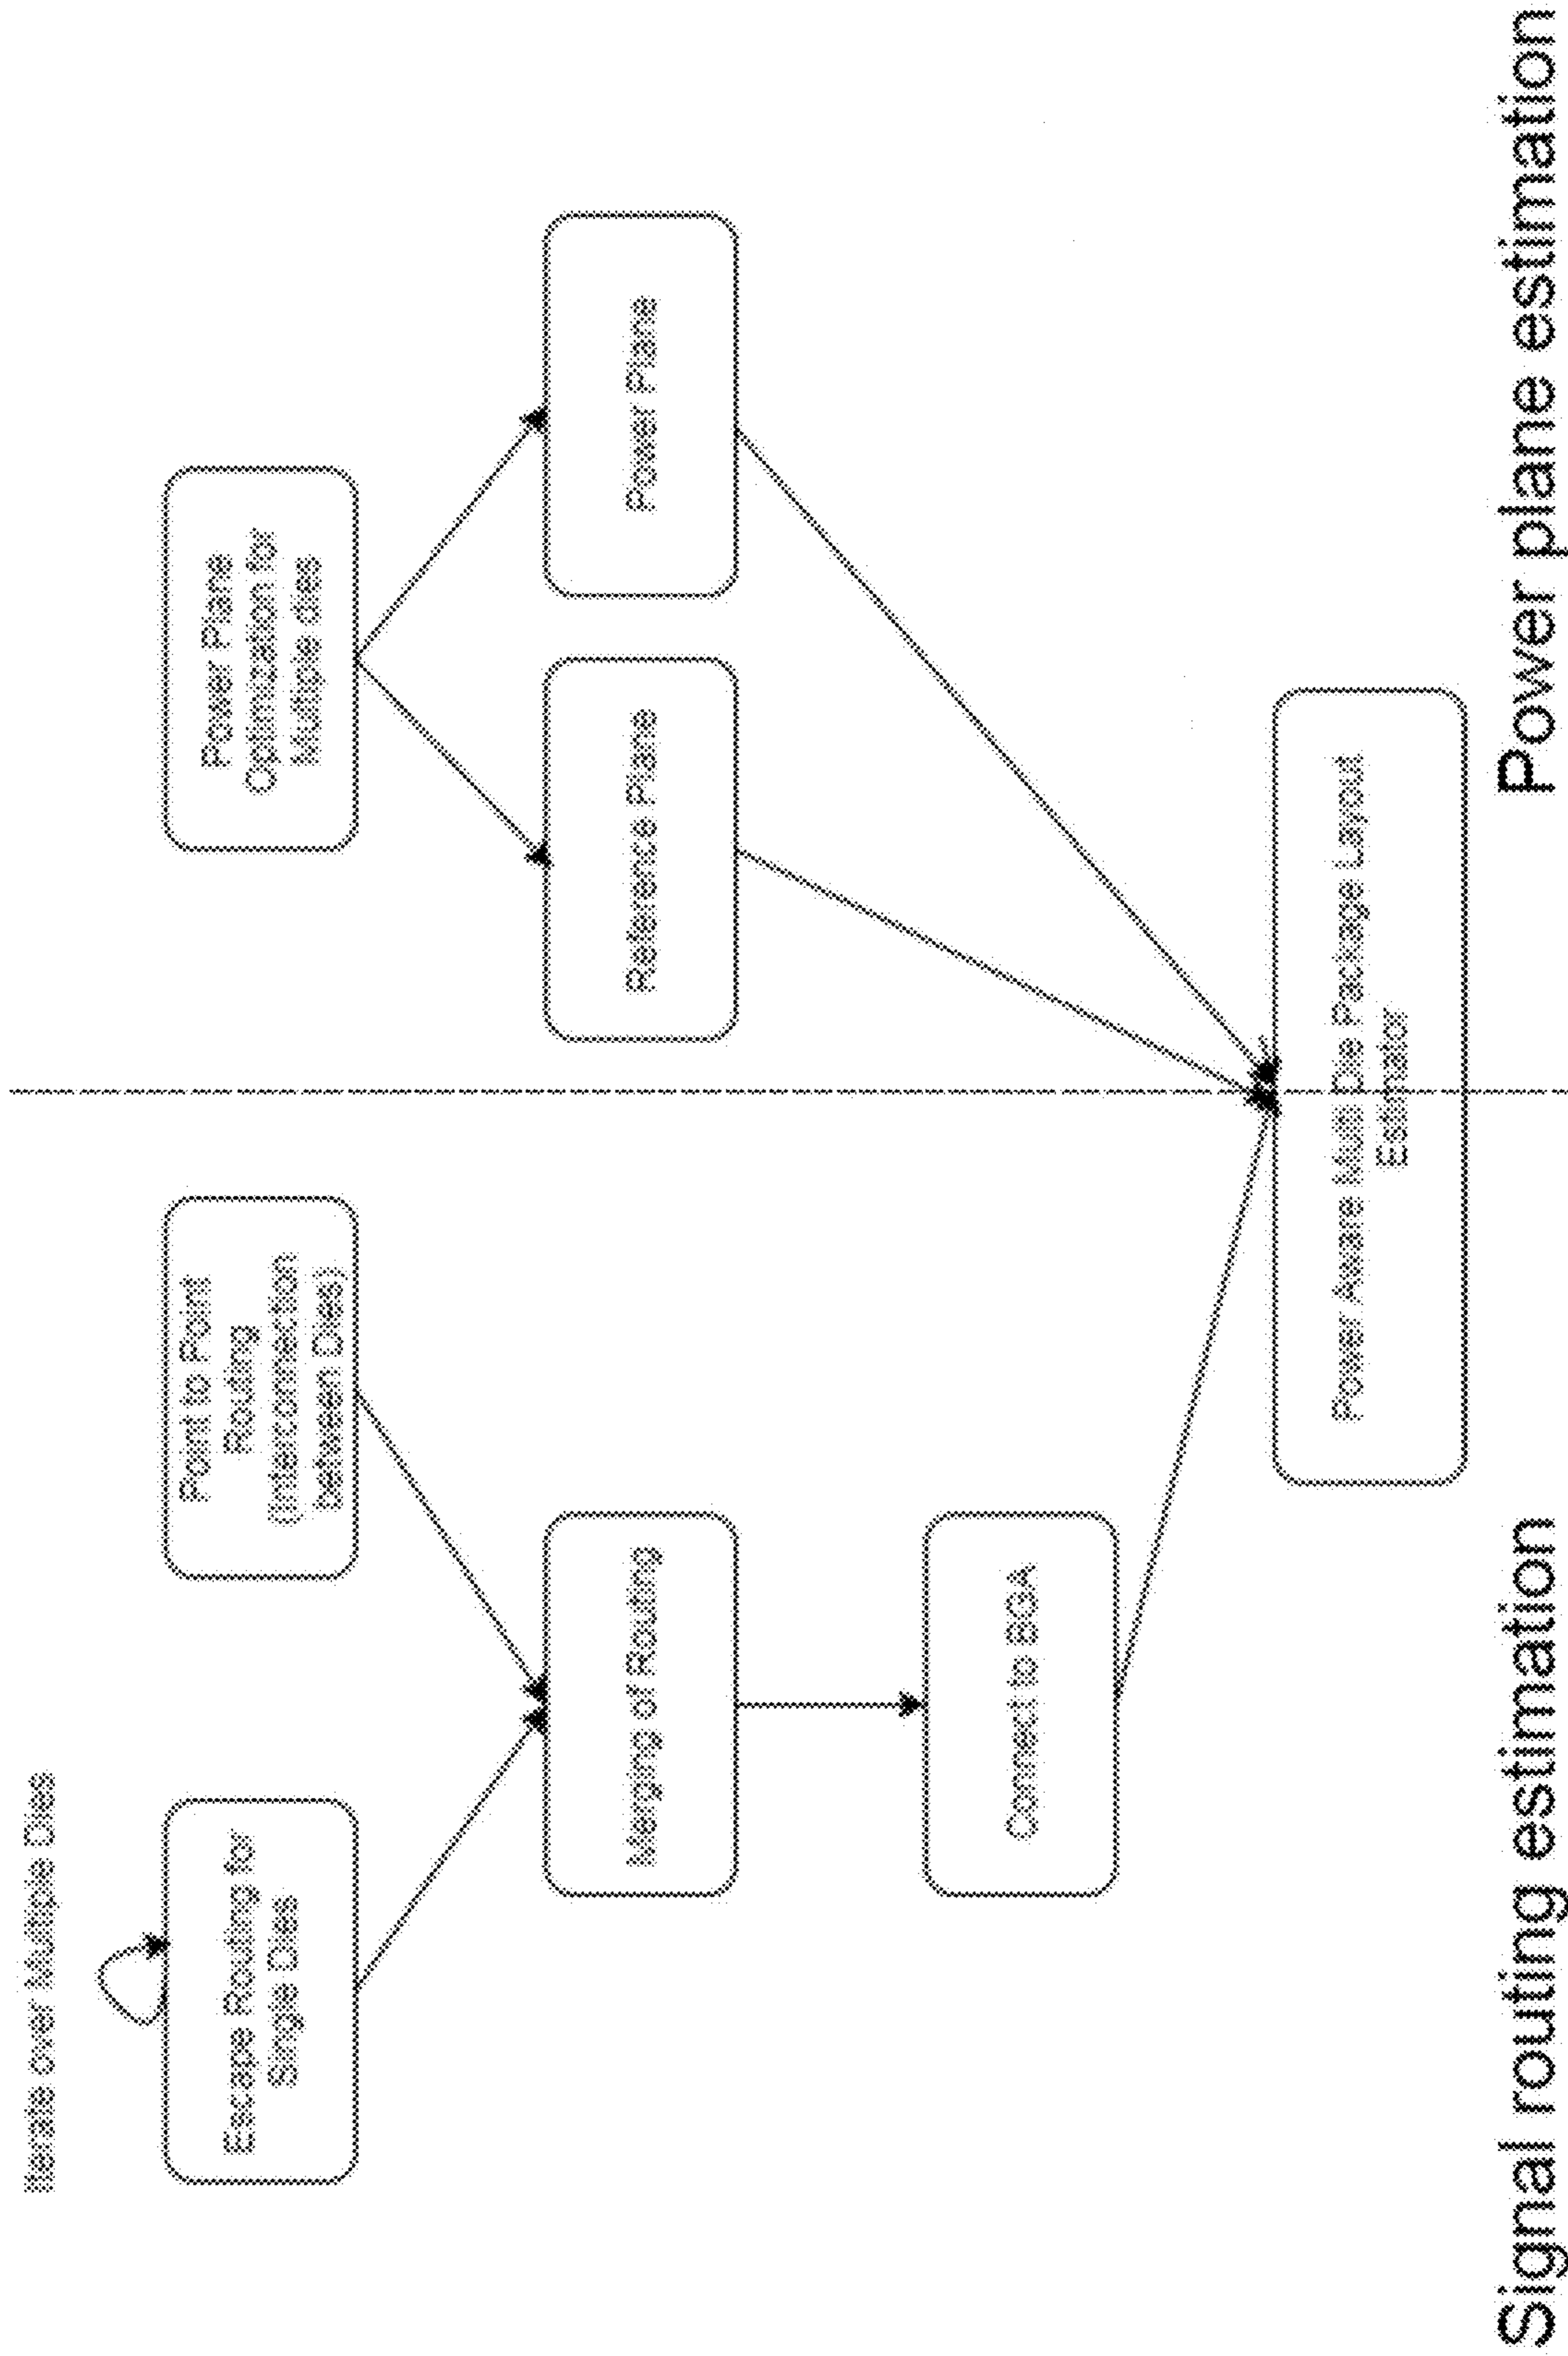 Iterate over Multiple Dies
Escape Routing for
Single Dies
Point to Point
Routing
(Interconnection
between Dies)
Power Plane
Optimization for
Multiple dies
Merging of Routing
Reference Plane
Power Plane
Connect to BGA
Power Aware Multi Die Package Layout
Estimator
Signal routing estimation
Power plane estimation